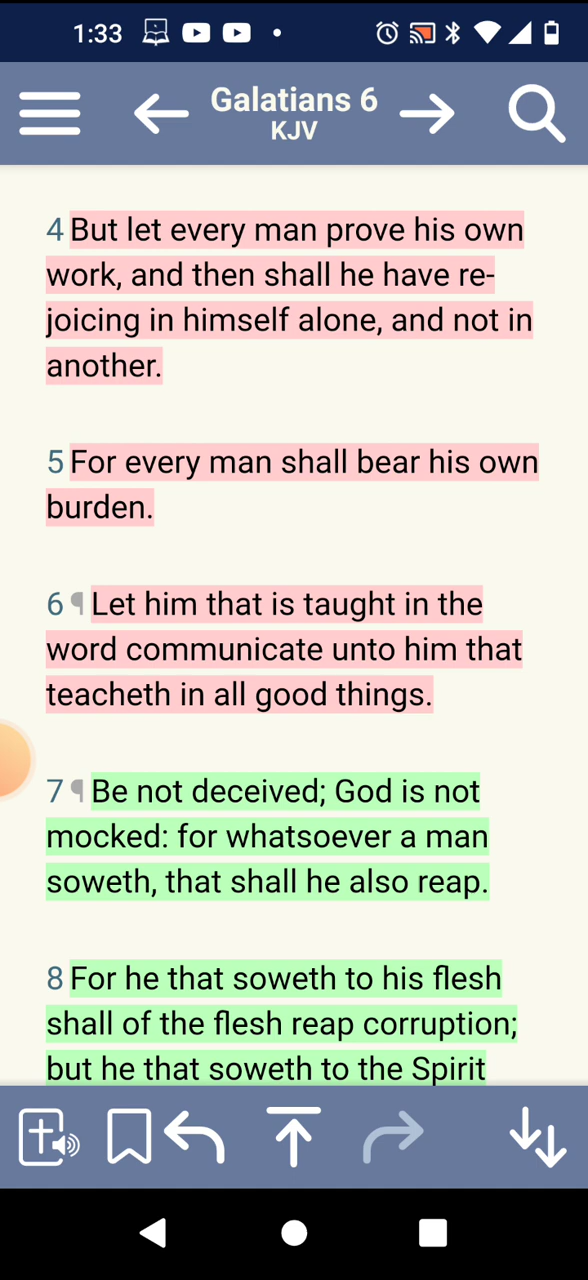 1:33
Galatians 6
KJV
4 But let every man prove his own
work, and then shall he have re-
joicing in himself alone, and not in
another.
5 For every man shall bear his own
burden.
6 ¶ Let him that is taught in the
word communicate unto him that
teacheth in all good things.
7 ¶ Be not deceived; God is not
mocked: for whatsoever a man
soweth, that shall he also reap.
8 For he that soweth to his flesh
shall of the flesh reap corruption;
but he that soweth to the Spirit